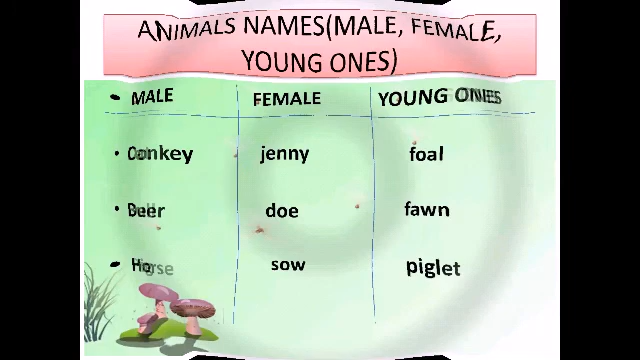 ANIMALS NAMES(MALE, FEMALE,
YOUNG ONES)
MALE FEMALE YOUNG ONES
jenny foal
doe fawn
sow piglet